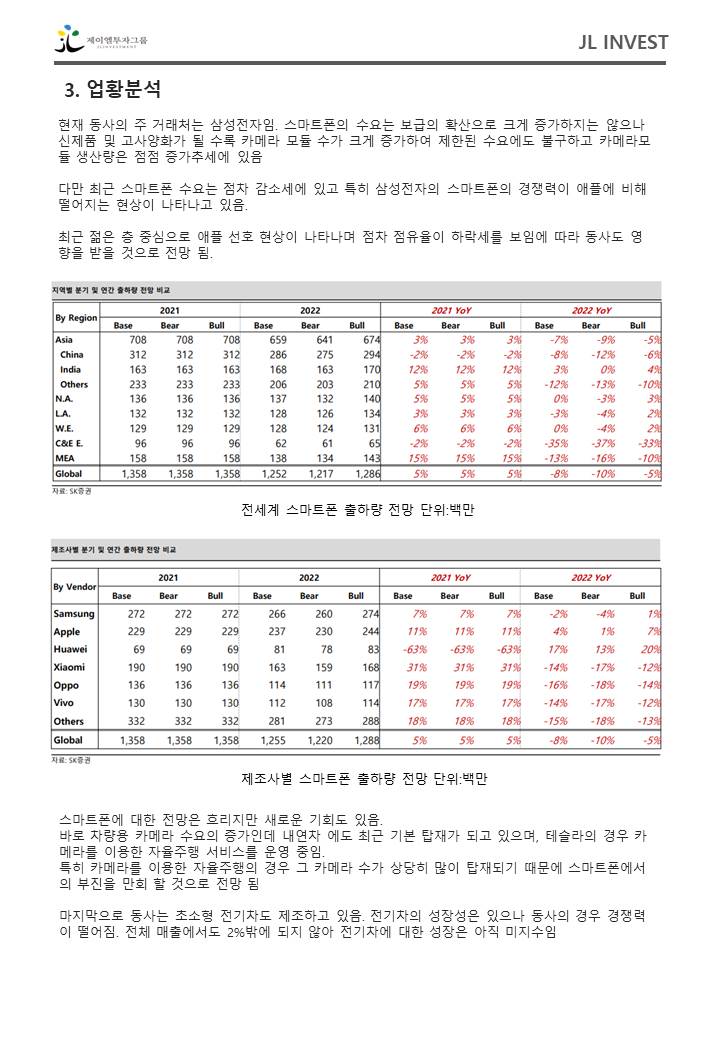 제이엠투자그룹
JLINVESTMENT
JL INVEST
3. 업황분석
현재 동사의 주 거래처는 삼성전자임. 스마트폰의 수요는 보급의 확산으로 크게 증가하지는 않으나
신제품 및 고사양화가 될 수록 카메라 모듈 수가 크게 증가하여 제한된 수요에도 불구하고 카메라모
듈 생산량은 점점 증가추세에 있음
다만 최근 스마트폰 수요는 점차 감소세에 있고 특히 삼성전자의 스마트폰의 경쟁력이 애플에 비해
떨어지는 현상이 나타나고 있음.
최근 젊은 층 중심으로 애플 선호 현상이 나타나며 점차 점유율이 하락세를 보임에 따라 동사도 영
향을 받을 것으로 전망 됨.
지역별 분기 및 연간 출하량 전망 비교
By Region 2021 2022 2021 YoY 2022 YoY
Base Bear Bull Base Bear Bull Base Bear Bull Base Bear Bull
Asia 708 708 708 659 641 674 3% 3% 3% -7% -9% -5%
China 312 312 312 286 275 294 -2% -2% -2% -8% -12% -6%
India 163 163 163 168 163 170 12% 12% 12% 3% 0% 4%
Others 233 233 233 206 203 210 5% 5% 5% -12% -13% -10%
N.A. 136 136 136 137 132 140 5% 5% 5% 0% -3% 3%
L.A. 132 132 132 128 126 134 3% 3% 3% -3% -4% 2%
W.E. 129 129 129 128 124 131 6% 6% 6% 0% -4% 2%
C&E E. 96 96 96 62 61 65 -2% -2% -2% -35% -37% -33%
MEA 158 158 158 138 134 143 15% 15% 15% -13% -16% -10%
Global 1,358 1,358 1,358 1,252 1,217 1,286 5% 5% 5% -8% -10% -5%
자료: SK증권
전세계 스마트폰 출하량 전망 단위:백만
제조사별 분기 및 연간 출하량 전망 비교
By Vendor 2021 2022 2021 YoY 2022 YoY
Base Bear Bull Base Bear Bull Base Bear Bull Base Bear Bull
Samsung 272 272 272 266 260 274 7% 7% 7% -2% -4% 1%
Apple 229 229 229 237 230 244 11% 11% 11% 4% 1% 7%
Huawei 69 69 69 81 78 83 -63% -63% -63% 17% 13% 20%
Xiaomi 190 190 190 163 159 168 31% 31% 31% -14% -17% -12%
Oppo 136 136 136 114 111 117 19% 19% 19% -16% -18% -14%
Vivo 130 130 130 112 108 114 17% 17% 17% -14% -17% -12%
Others 332 332 332 281 273 288 18% 18% 18% -15% -18% -13%
Global 1,358 1,358 1,358 1,255 1,220 1,288 5% 5% 5% -8% -10% -5%
자료: SK증권
제조사별 스마트폰 출하량 전망 단위:백만
스마트폰에 대한 전망은 흐리지만 새로운 기회도 있음.
바로 차량용 카메라 수요의 증가인데 내연차 에도 최근 기본 탑재가 되고 있으며, 테슬라의 경우 카
메라를 이용한 자율주행 서비스를 운영 중임.
특히 카메라를 이용한 자율주행의 경우 그 카메라 수가 상당히 많이 탑재되기 때문에 스마트폰에서
의 부진을 만회 할 것으로 전망 됨
마지막으로 동사는 초소형 전기차도 제조하고 있음. 전기차의 성장성은 있으나 동사의 경우 경쟁력
이 떨어짐. 전체 매출에서도 2%밖에 되지 않아 전기차에 대한 성장은 아직 미지수임